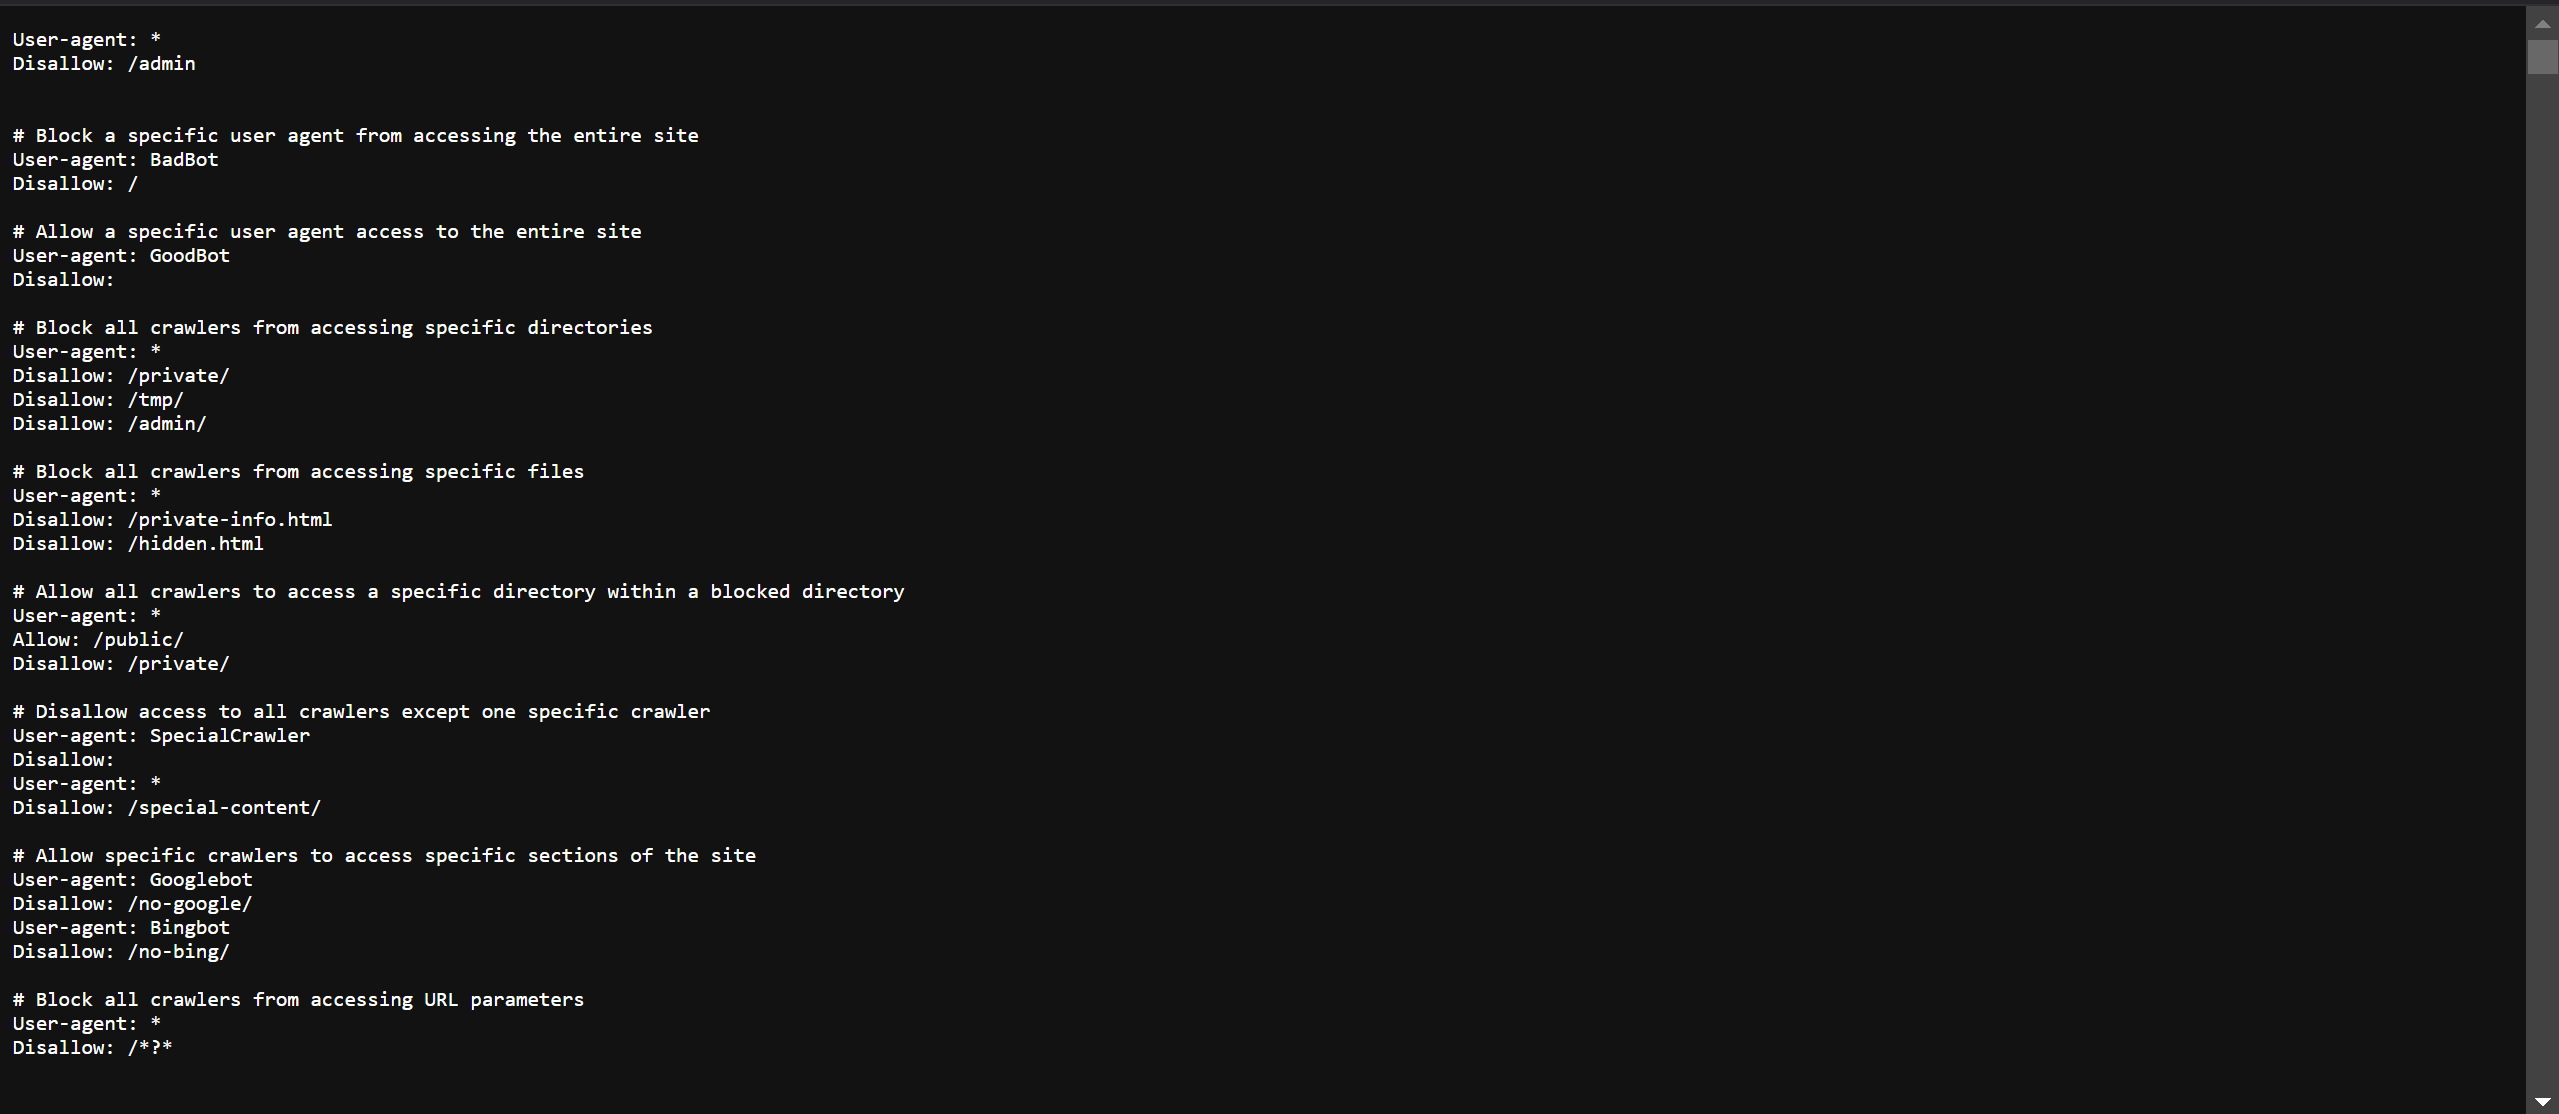 User-agent: *
Disallow: /admin
# Block a specific user agent from accessing the entire site
User-agent: BadBot
Disallow: /
# Allow a specific user agent access to the entire site
User-agent: GoodBot
Disallow:
# Block all crawlers from accessing specific directories
User-agent: *
Disallow: /private/
Disallow: /tmp/
Disallow: /admin/
# Block all crawlers from accessing specific files
User-agent: *
Disallow: /private-info.html
Disallow: /hidden.html
# Allow all crawlers to access a specific directory within a blocked directory
User-agent: *
Allow: /public/
Disallow: /private/
# Disallow access to all crawlers except one specific crawler
User-agent: SpecialCrawler
Disallow:
User-agent: *
Disallow: /special-content/
# Allow specific crawlers to access specific sections of the site
User-agent: Googlebot
Disallow: /no-google/
User-agent: Bingbot
Disallow: /no-bing/
# Block all crawlers from accessing URL parameters
User-agent: *
Disallow: /*?*